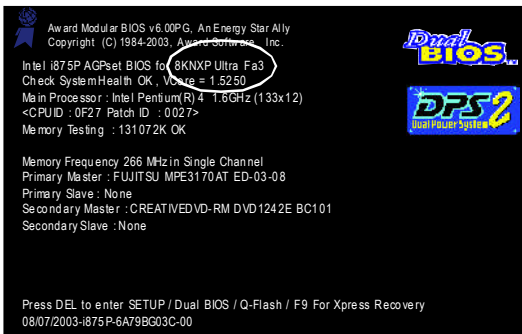 Award Modular BIOS v6.00PG, An Energy Star Ally
Copyright (C) 1984-2003, Award Software, Inc.
Dual
BIOS
Intel i875P AGPset BIOS for 8KNXP Ultra Fa3
Check System Health OK , VCore = 1.5250
Main Processor : Intel Pentium(R) 4 1.6GHz (133x12)
<CPUID : 0F27 Patch ID : 0027>
Memory Testing : 131072K OK
DPS2
Dual Power System
Memory Frequency 266 MHz in Single Channel
Primary Master : FUJITSU MPE3170AT ED-03-08
Primary Slave : None
Secondary Master : CREATIVEDVD-RM DVD1242E BC101
Secondary Slave : None
Press DEL to enter SETUP / Dual BIOS / Q-Flash / F9 For Xpress Recovery
08/07/2003-i875P-6A79BG03C-00